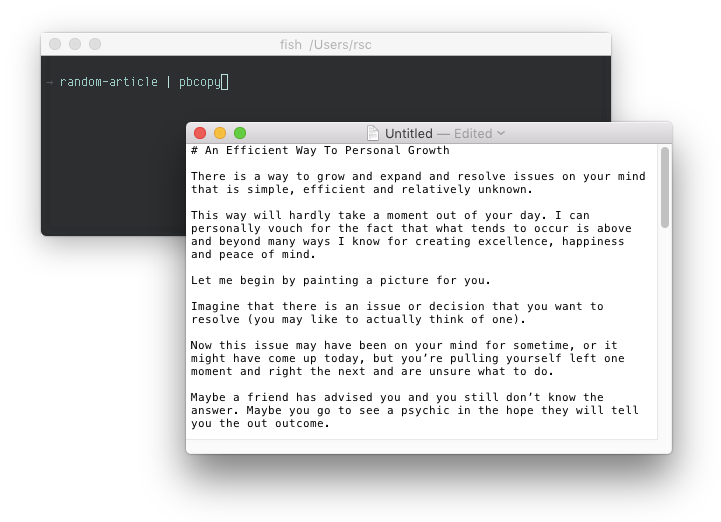 fish /Users/rsc
→ random-article | pbcopy
Untitled — Edited
# An Efficient Way To Personal Growth
There is a way to grow and expand and resolve issues on your mind
that is simple, efficient and relatively unknown.
This way will hardly take a moment out of your day. I can
personally vouch for the fact that what tends to occur is above
and beyond many ways I know for creating excellence, happiness
and peace of mind.
Let me begin by painting a picture for you.
Imagine that there is an issue or decision that you want to
resolve (you may like to actually think of one).
Now this issue may have been on your mind for sometime, or it
might have come up today, but you’re pulling yourself left one
moment and right the next and are unsure what to do.
Maybe a friend has advised you and you still don’t know the
answer. Maybe you go to see a psychic in the hope they will tell
you the out outcome.